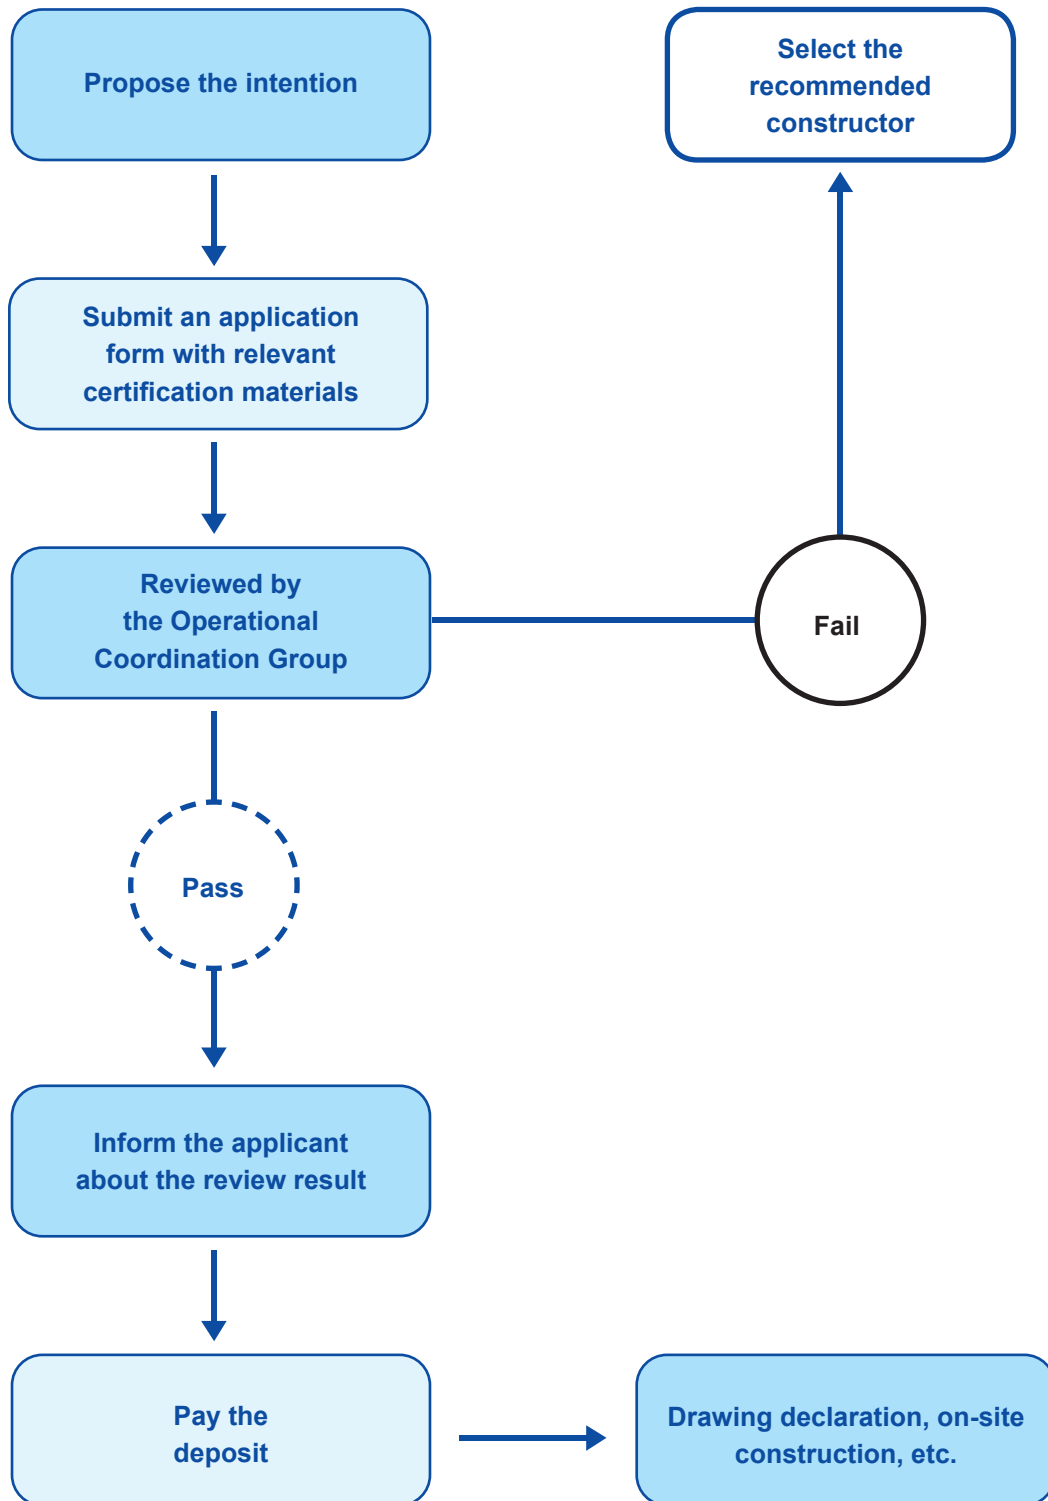 Propose the intention
Select the
recommended
constructor
Submit an application
form with relevant
certification materials
Reviewed by
the Operational
Coordination Group
Fail
Pass
Inform the applicant
about the review result
Pay the
deposit
Drawing declaration, on-site
construction, etc.